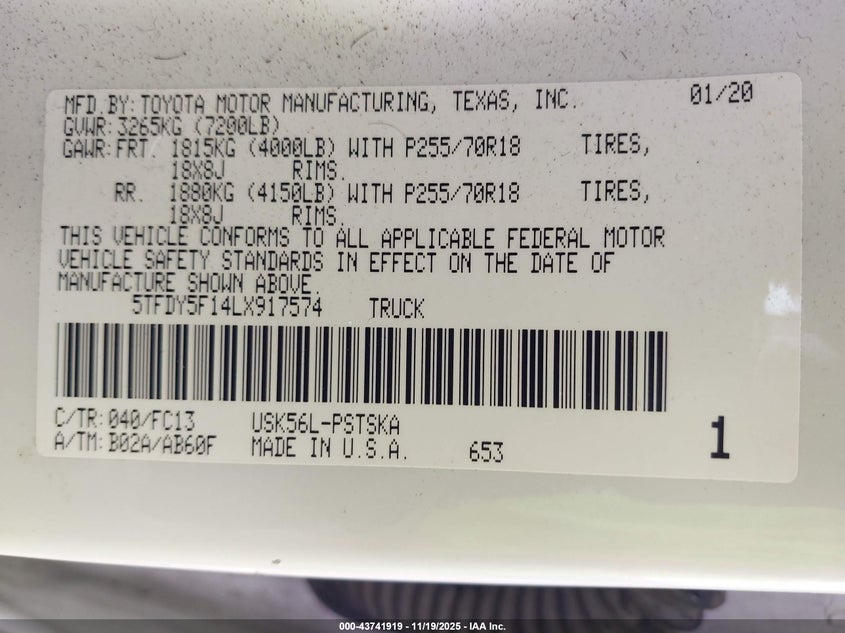 MFD.BY:TOYOTA MOTOR MANUFACTURING, TEXAS, INC. 01/20
GVWR:3265KG (7200LB)
GAWR:FRT. 1815KG (4000LB) WITH P255/70R18 TIRES,
18X8J RIMS.
RR. 1880KG (4150LB) WITH P255/70R18 TIRES,
18X8J RIMS.
THIS VEHICLE CONFORMS TO ALL APPLICABLE FEDERAL MOTOR
VEHICLE SAFETY STANDARDS IN EFFECT ON THE DATE OF
MANUFACTURE SHOWN ABOVE.
5TFDY5F14LX917574 TRUCK
C/TR:040/FC13 USK56L-PSTSKA
A/TM:B02A/AB60F MADE IN U.S.A. 653 1
000-43741919 - 11/19/2025 - IAA Inc.